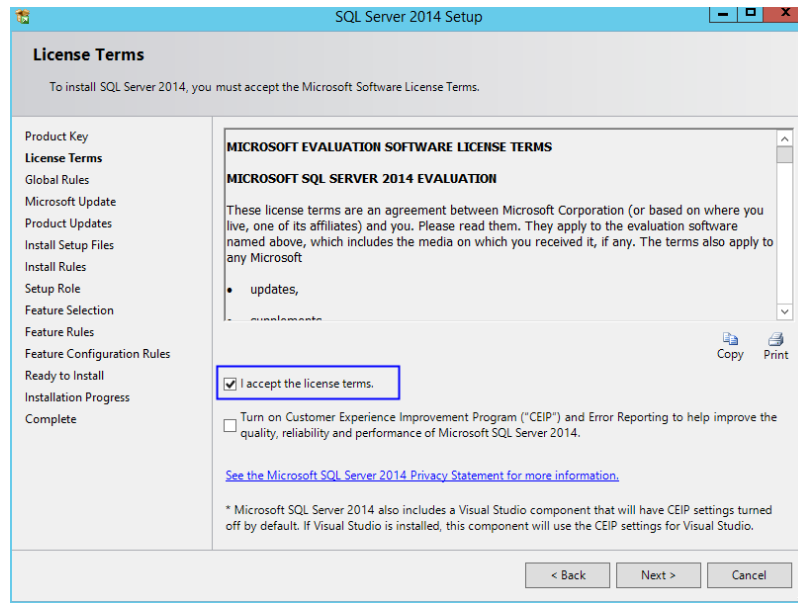 SQL Server 2014 Setup
License Terms
To install SQL Server 2014, you must accept the Microsoft Software License Terms.
Product Key
License Terms
Global Rules
Microsoft Update
Product Updates
Install Setup Files
Install Rules
Setup Role
Feature Selection
Feature Rules
Feature Configuration Rules
Ready to Install
Installation Progress
Complete
MICROSOFT EVALUATION SOFTWARE LICENSE TERMS
MICROSOFT SQL SERVER 2014 EVALUATION
These license terms are an agreement between Microsoft Corporation (or based on where you
live, one of its affiliates) and you. Please read them. They apply to the evaluation software
named above, which includes the media on which you received it, if any. The terms also apply to
any Microsoft
• updates,
• supplements
Copy Print
I accept the license terms.
Turn on Customer Experience Improvement Program ("CEIP") and Error Reporting to help improve the
quality, reliability and performance of Microsoft SQL Server 2014.
See the Microsoft SQL Server 2014 Privacy Statement for more information.
* Microsoft SQL Server 2014 also includes a Visual Studio component that will have CEIP settings turned
off by default. If Visual Studio is installed, this component will use the CEIP settings for Visual Studio.
< Back Next > Cancel